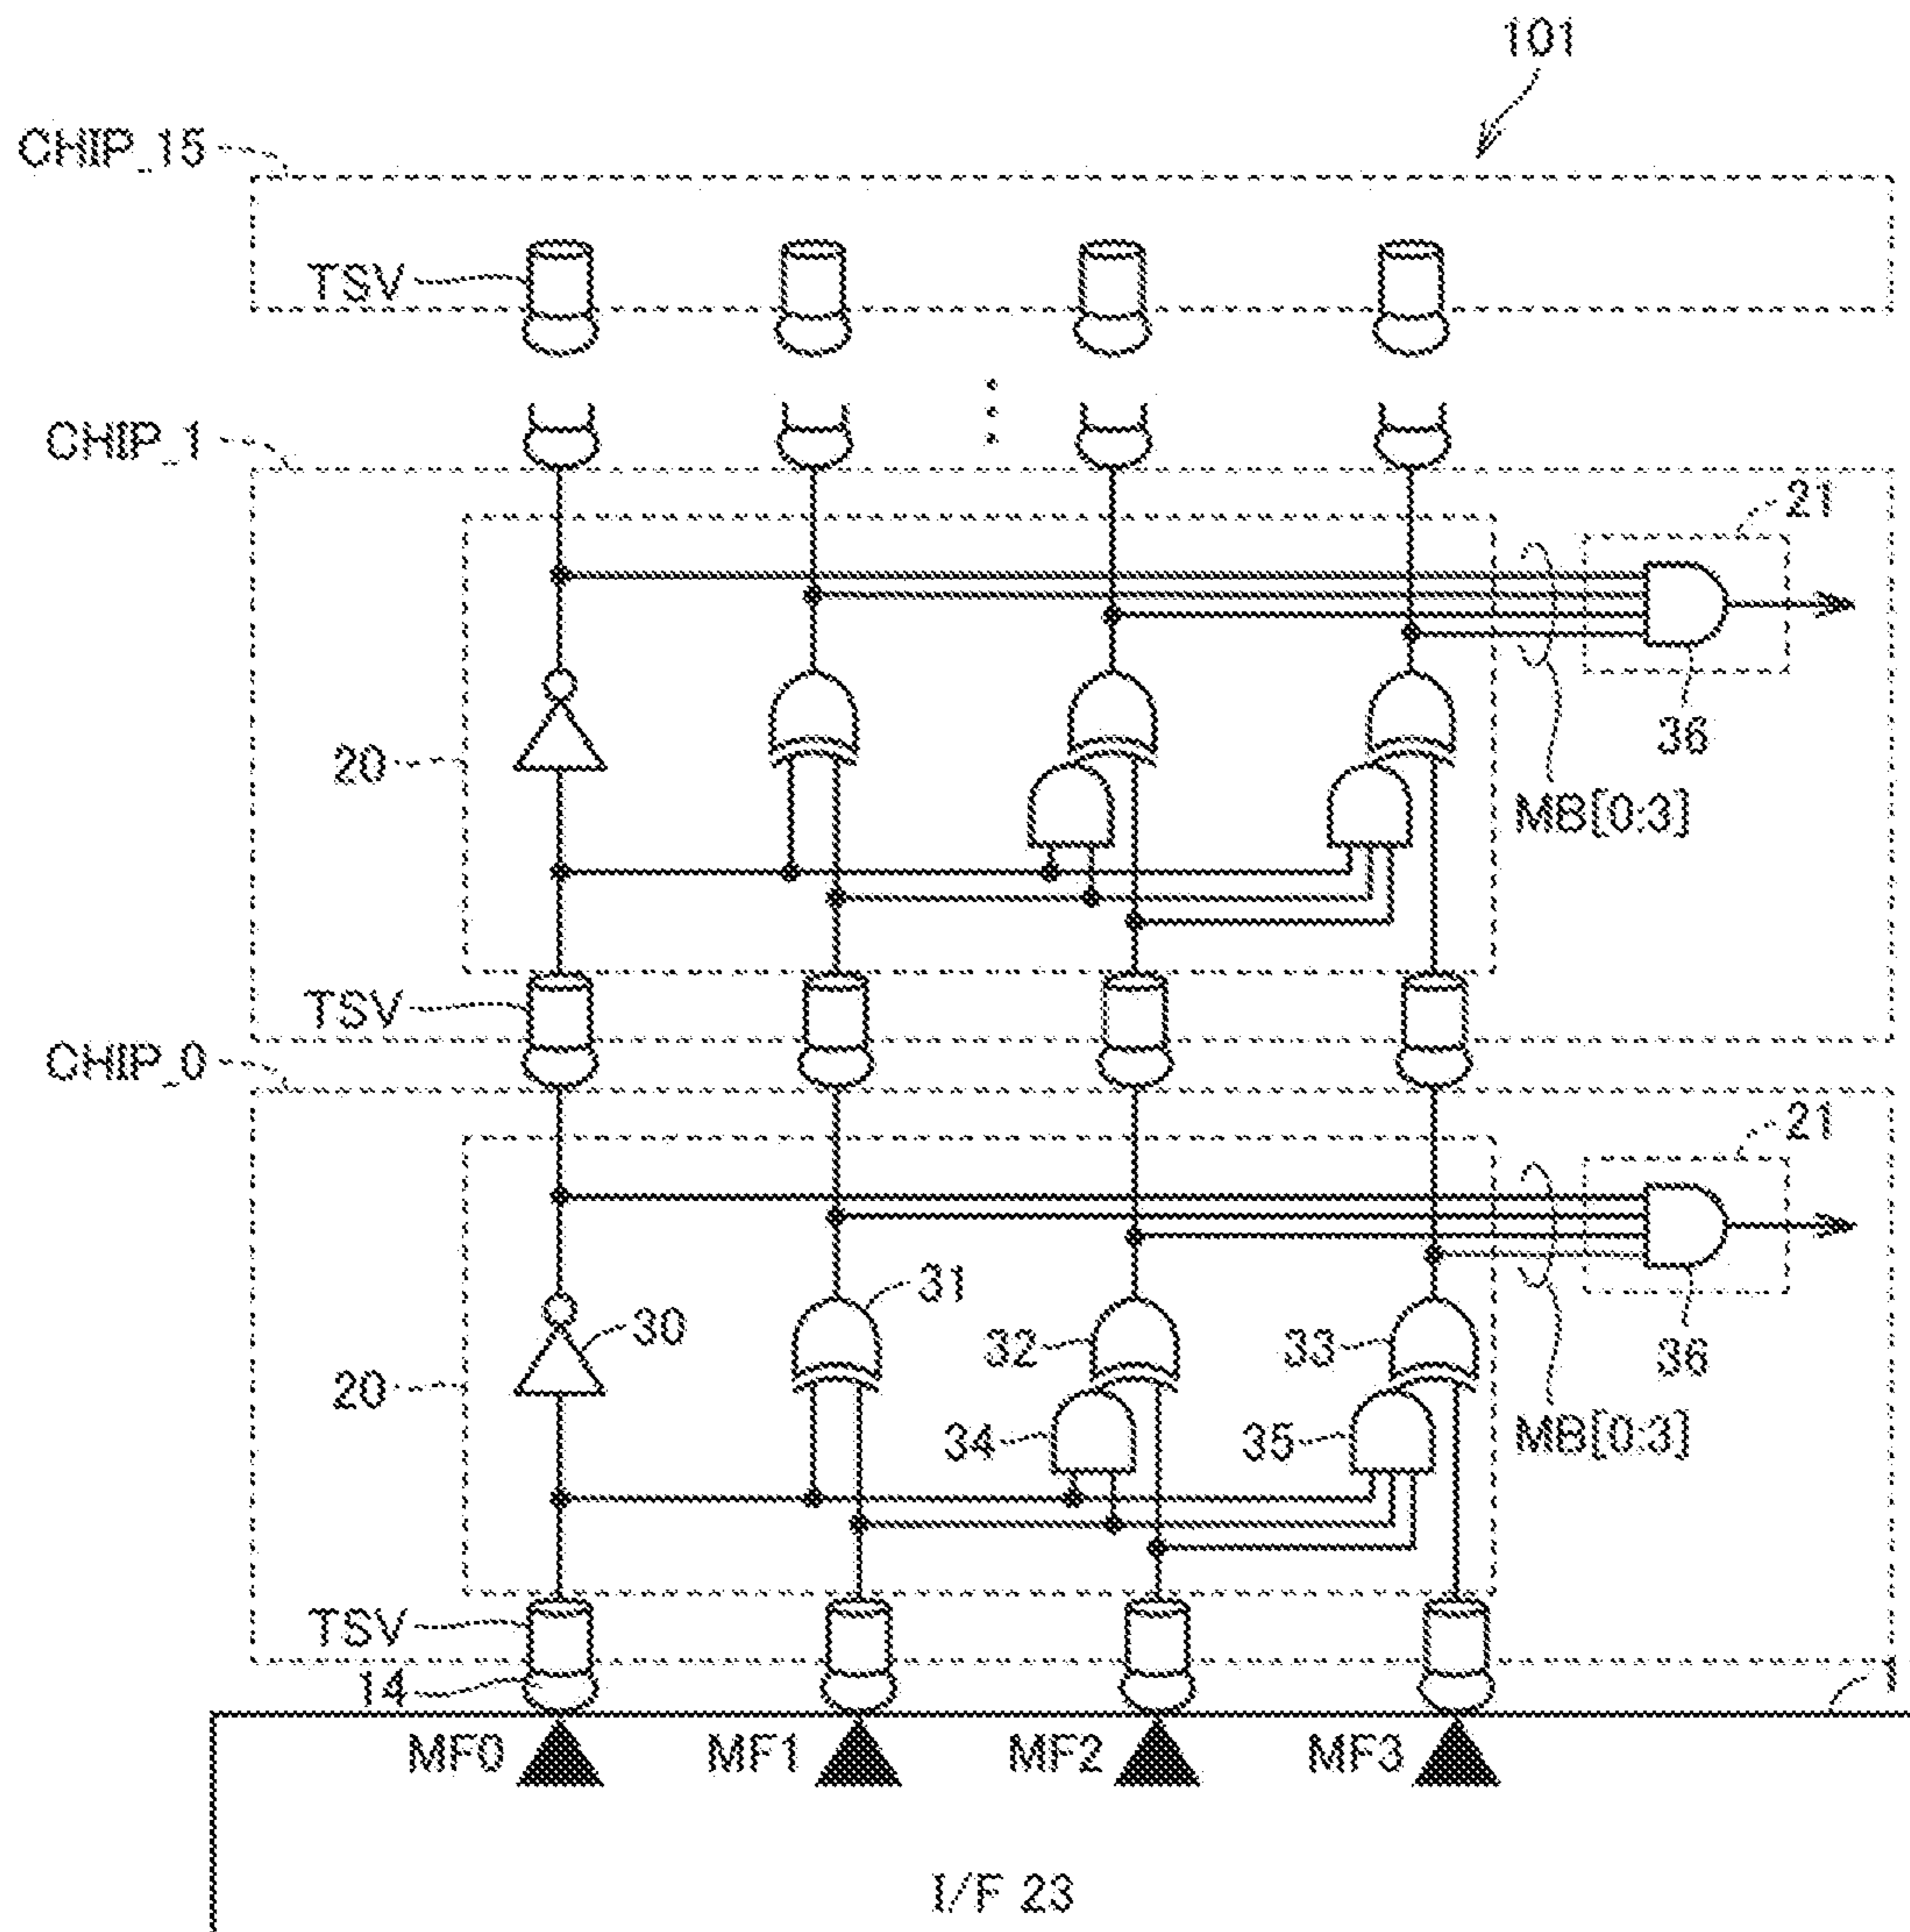 101
CHIP_15
TSV
CHIP_1
21
20
36
MB[0:3]
TSV
CHIP_0
21
31
30
32
33
36
20
34
35
MB[0:3]
TSV
14
1
MF0
MF1
MF2
MF3
I/F 23